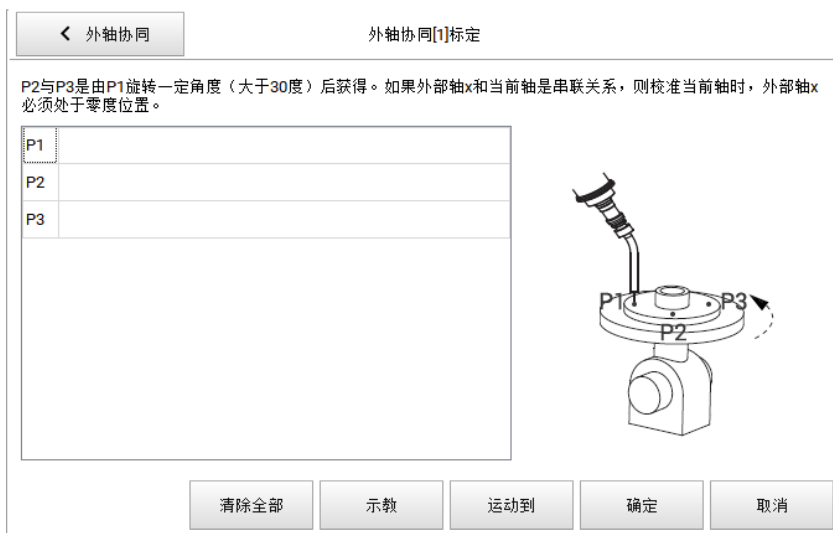 外轴协同
外轴协同[1]标定
P2与P3是由P1旋转一定角度（大于30度）后获得。如果外部轴x和当前轴是串联关系，则校准当前轴时，外部轴x
必须处于零度位置。
P1
P2
P3
P1
P3
P2
清除全部
示教
运动到
确定
取消